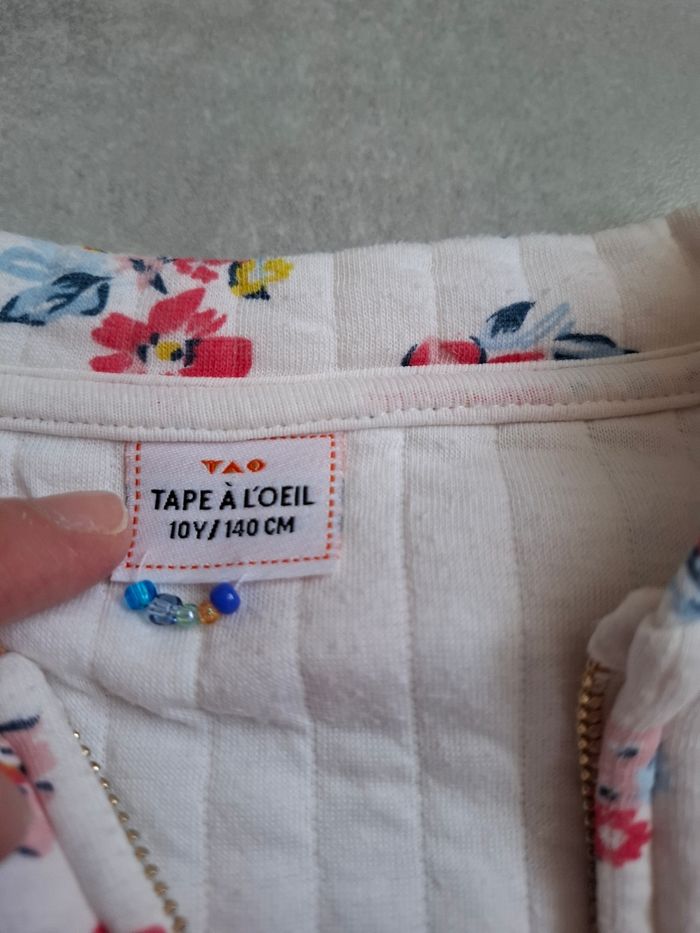 TAO
TAPE À L'OEIL
10Y/140 CM